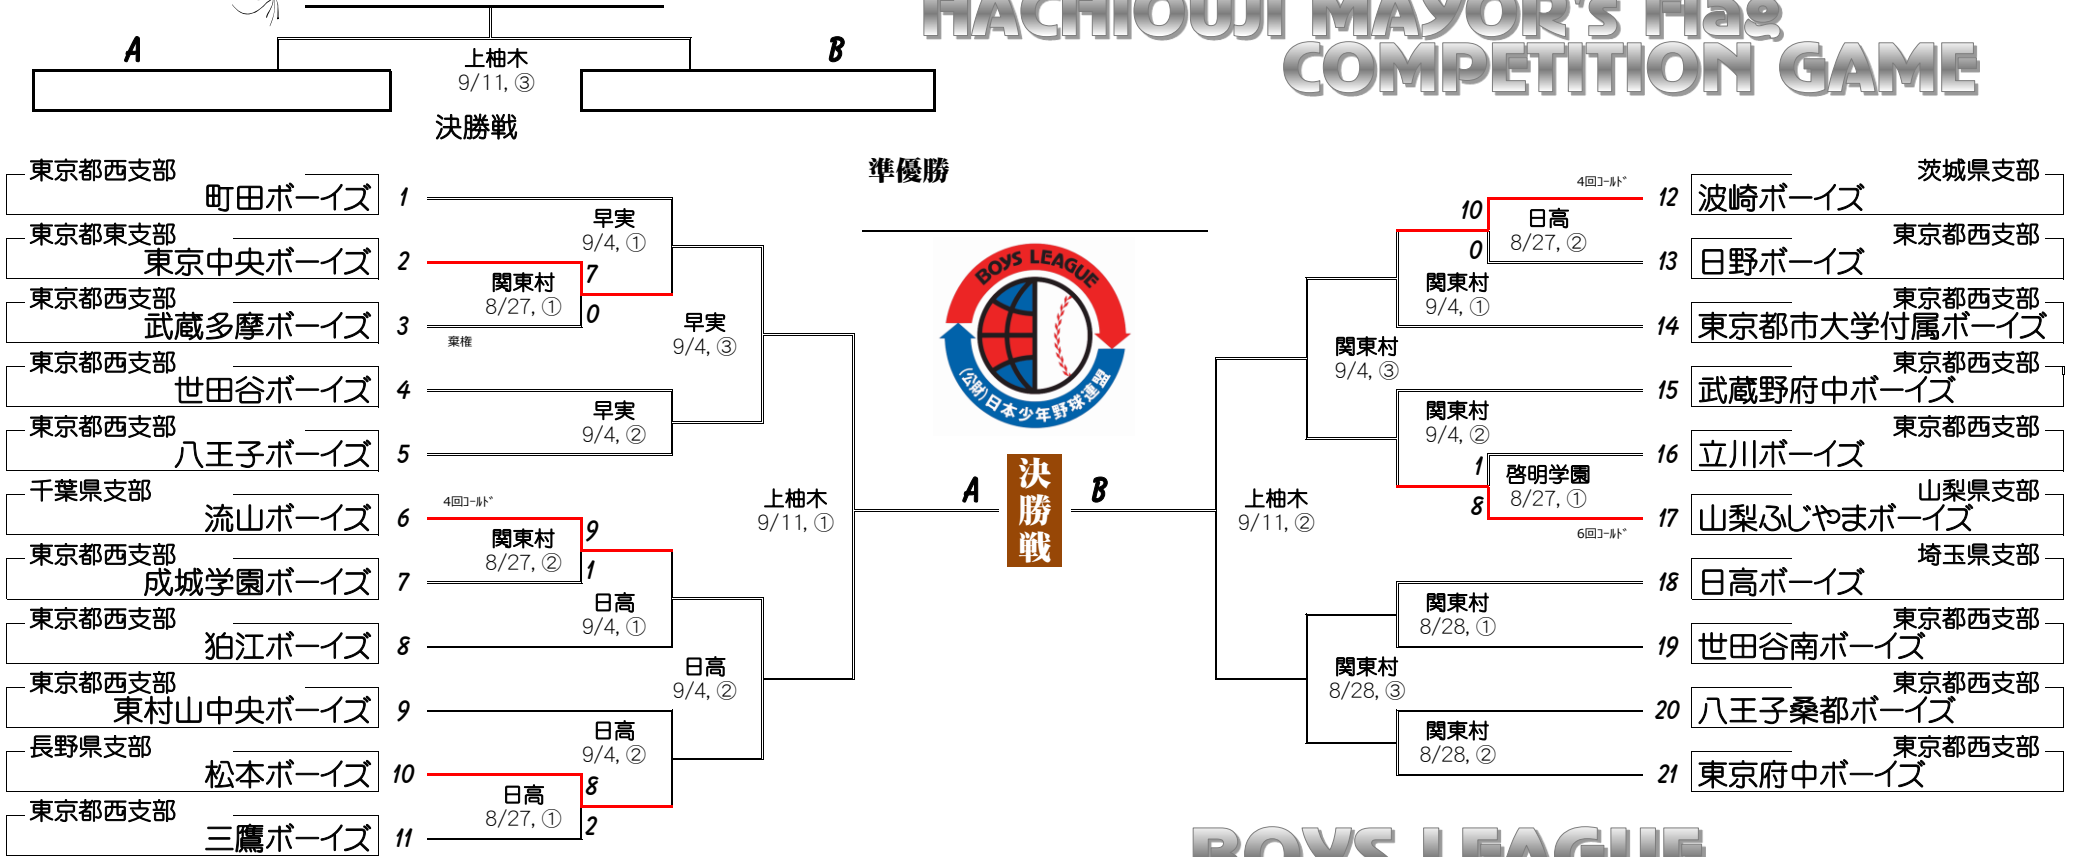 HACHIOUJI MAYOR's Flag
COMPETITION GAME
A
B
上柚木
9/11, ③
決勝戦
準優勝
東京都西支部
町田ボーイズ
1
東京都東支部
東京中央ボーイズ
2
東京都西支部
武蔵多摩ボーイズ
3
棄権
東京都西支部
世田谷ボーイズ
4
東京都西支部
八王子ボーイズ
5
千葉県支部
流山ボーイズ
6
4回ｺｰﾙﾄﾞ
東京都西支部
成城学園ボーイズ
7
東京都西支部
狛江ボーイズ
8
東京都西支部
東村山中央ボーイズ
9
長野県支部
松本ボーイズ
10
東京都西支部
三鷹ボーイズ
11
関東村
8/27, ①
7
0
関東村
8/27, ②
9
1
日高
8/27, ①
8
2
早実
9/4, ①
早実
9/4, ②
日高
9/4, ①
日高
9/4, ②
早実
9/4, ③
日高
9/4, ②
上柚木
9/11, ①
BOYS LEAGUE
(公財)日本少年野球連盟
A
決勝戦
B
上柚木
9/11, ②
関東村
9/4, ③
関東村
8/28, ③
関東村
9/4, ①
関東村
9/4, ②
関東村
8/28, ①
関東村
8/28, ②
10
0
日高
8/27, ②
4回ｺｰﾙﾄﾞ
1
8
啓明学園
8/27, ①
6回ｺｰﾙﾄﾞ
茨城県支部
12
波崎ボーイズ
東京都西支部
13
日野ボーイズ
東京都西支部
14
東京都市大学付属ボーイズ
東京都西支部
15
武蔵野府中ボーイズ
東京都西支部
16
立川ボーイズ
山梨県支部
17
山梨ふじやまボーイズ
埼玉県支部
18
日高ボーイズ
東京都西支部
19
世田谷南ボーイズ
東京都西支部
20
八王子桑都ボーイズ
東京都西支部
21
東京府中ボーイズ
BOYS LEAGUE